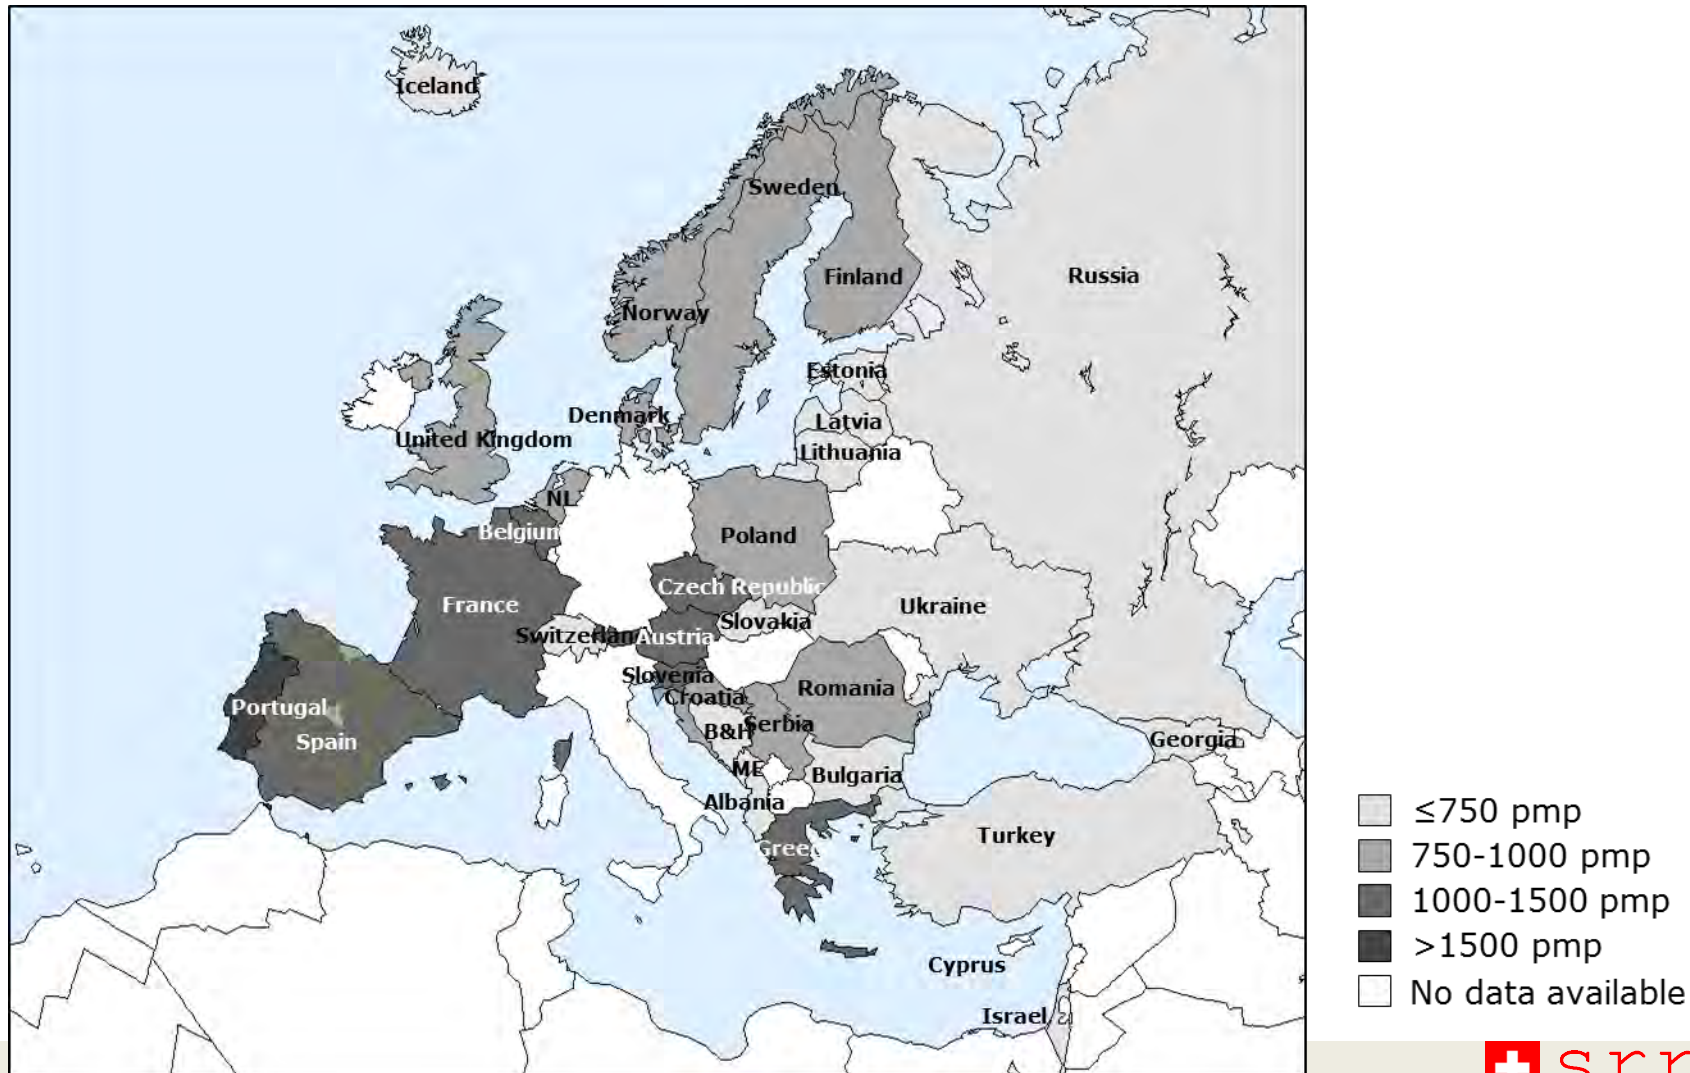 Iceland
Sweden
Finland
Russia
Norway
Estonia
Denmark
Latvia
United Kingdom
Lithuania
NL
Belgium
Poland
Czech Republic
France
Ukraine
Slovakia
Switzerlan
Austria
Slovenia
Romania
Croatia
Portugal
B&H
Serbia
Spain
Georgia
ME
Bulgaria
Albania
Turkey
Greec
Cyprus
Israel
≤750 pmp
750-1000 pmp
1000-1500 pmp
>1500 pmp
No data available